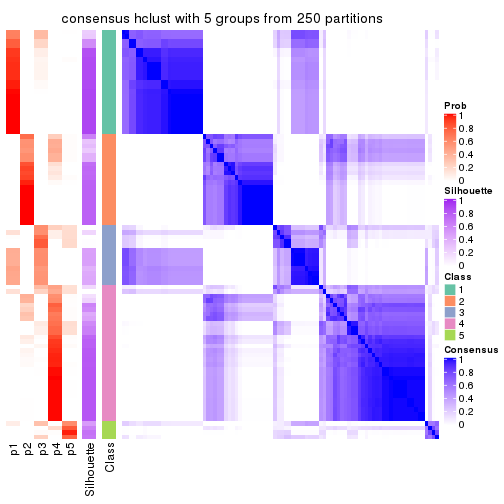 consensus hclust with 5 groups from 250 partitions
Prob
1
0.8
0.6
0.4
0.2
0
Silhouette
1
0.8
0.6
0.4
0.2
0
Class
1
2
3
4
5
Consensus
1
0.8
0.6
0.4
0.2
0
p1
p2
p3
p4
p5
Silhouette
Class